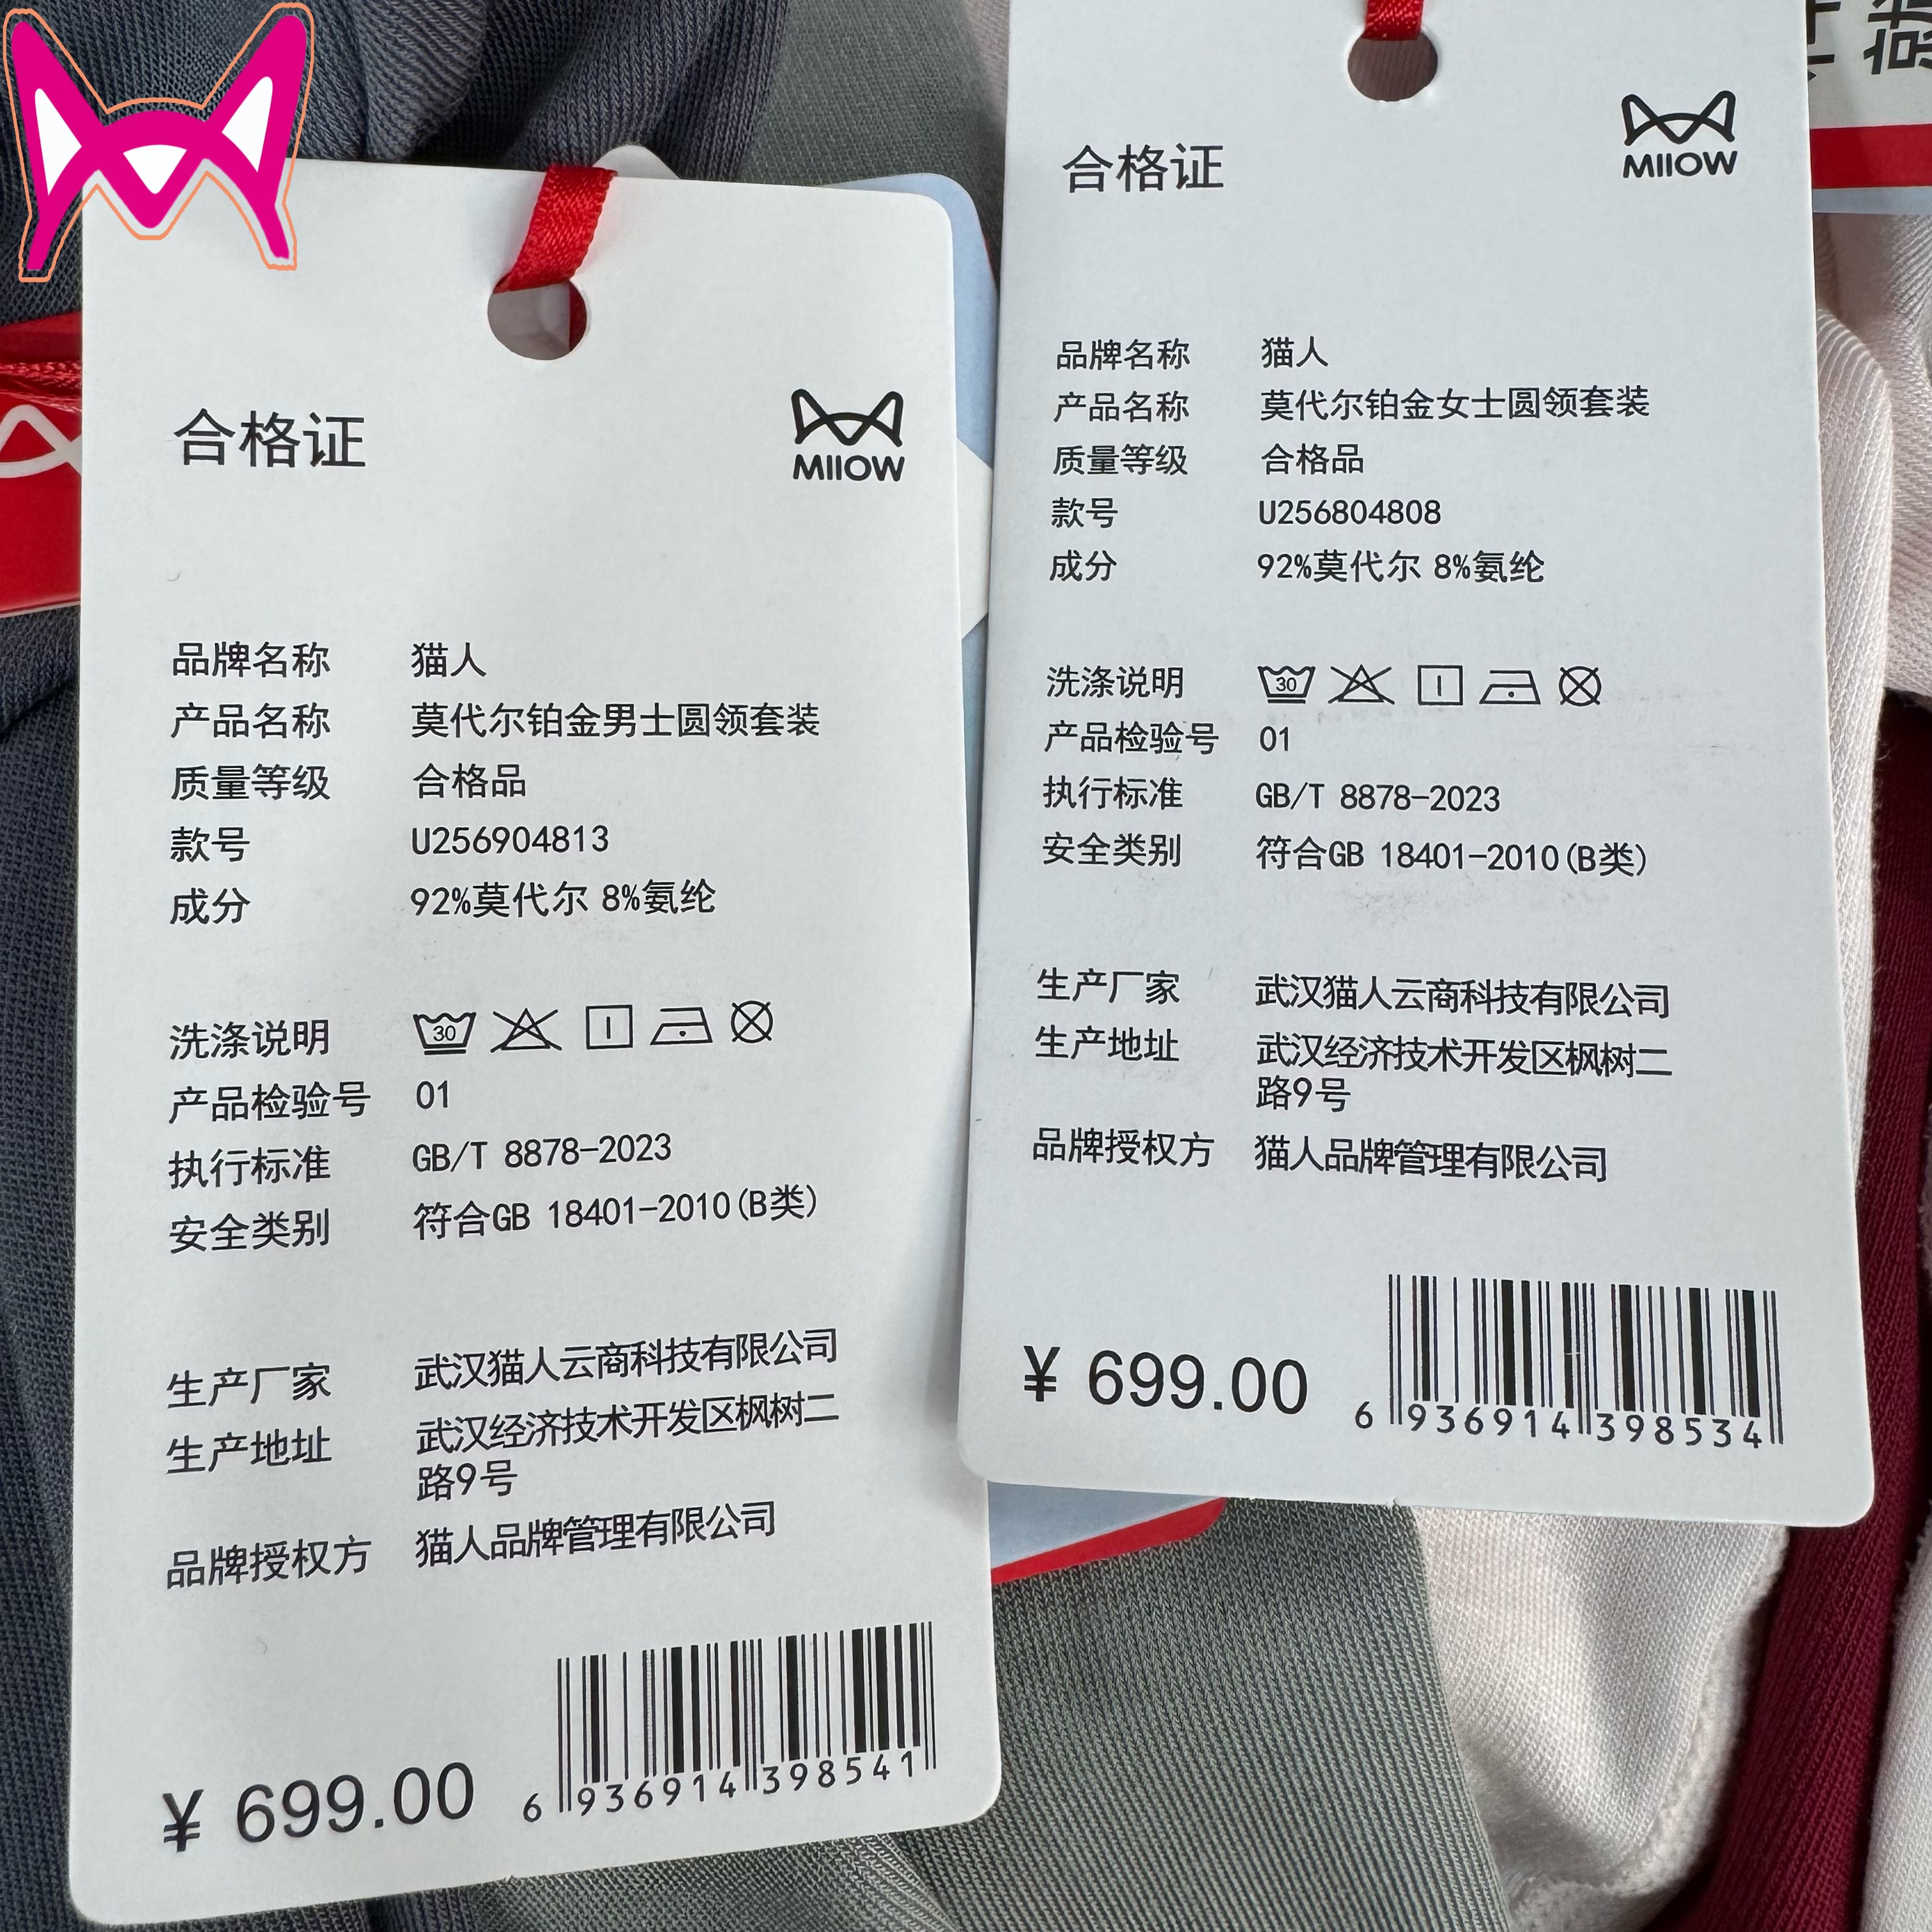 合格证
MIIOW
品牌名称 猫人
产品名称 莫代尔铂金男士圆领套装
质量等级 合格品
款号 U256904813
成分 92%莫代尔 8%氨纶
洗涤说明 30
产品检验号 01
执行标准 GB/T 8878-2023
安全类别 符合GB 18401-2010(B类)
生产厂家 武汉猫人云商科技有限公司
生产地址 武汉经济技术开发区枫树二
路9号
品牌授权方 猫人品牌管理有限公司
¥ 699.00
6 936914 398541
合格证
MIIOW
品牌名称 猫人
产品名称 莫代尔铂金女士圆领套装
质量等级 合格品
款号 U256804808
成分 92%莫代尔 8%氨纶
洗涤说明 30
产品检验号 01
执行标准 GB/T 8878-2023
安全类别 符合GB 18401-2010(B类)
生产厂家 武汉猫人云商科技有限公司
生产地址 武汉经济技术开发区枫树二
路9号
品牌授权方 猫人品牌管理有限公司
¥ 699.00
6 936914 398534